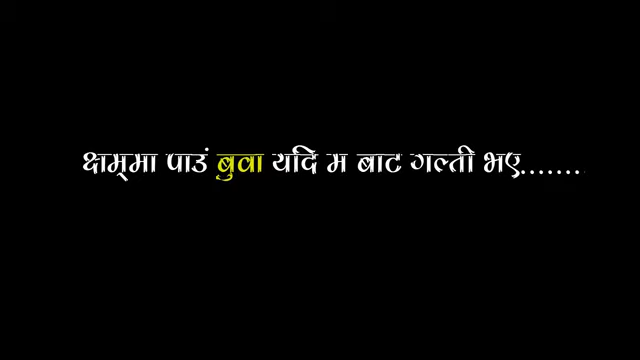 क्षम्मा पाउं बुवा यदि म बाट गल्ती भए........